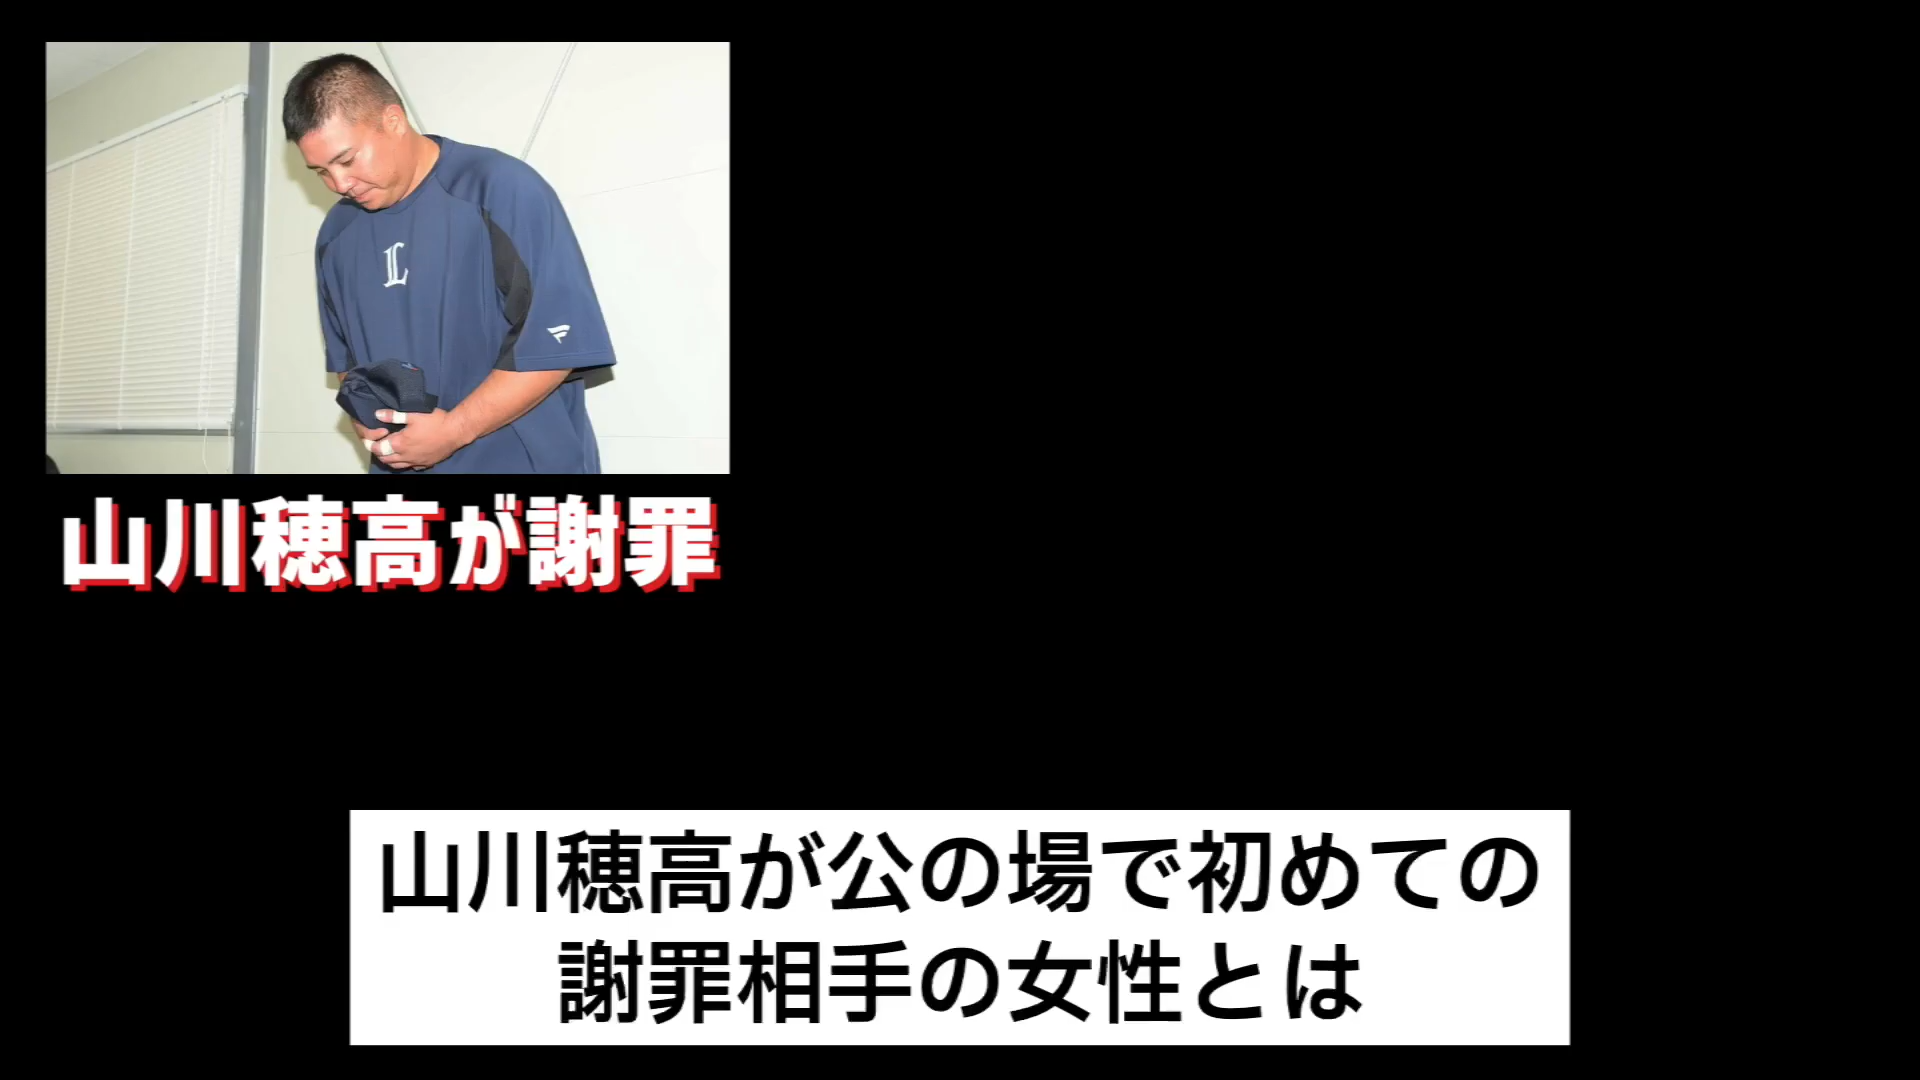 L
山川穂高が謝罪
山川穂高が公の場で初めての
謝罪相手の女性とは